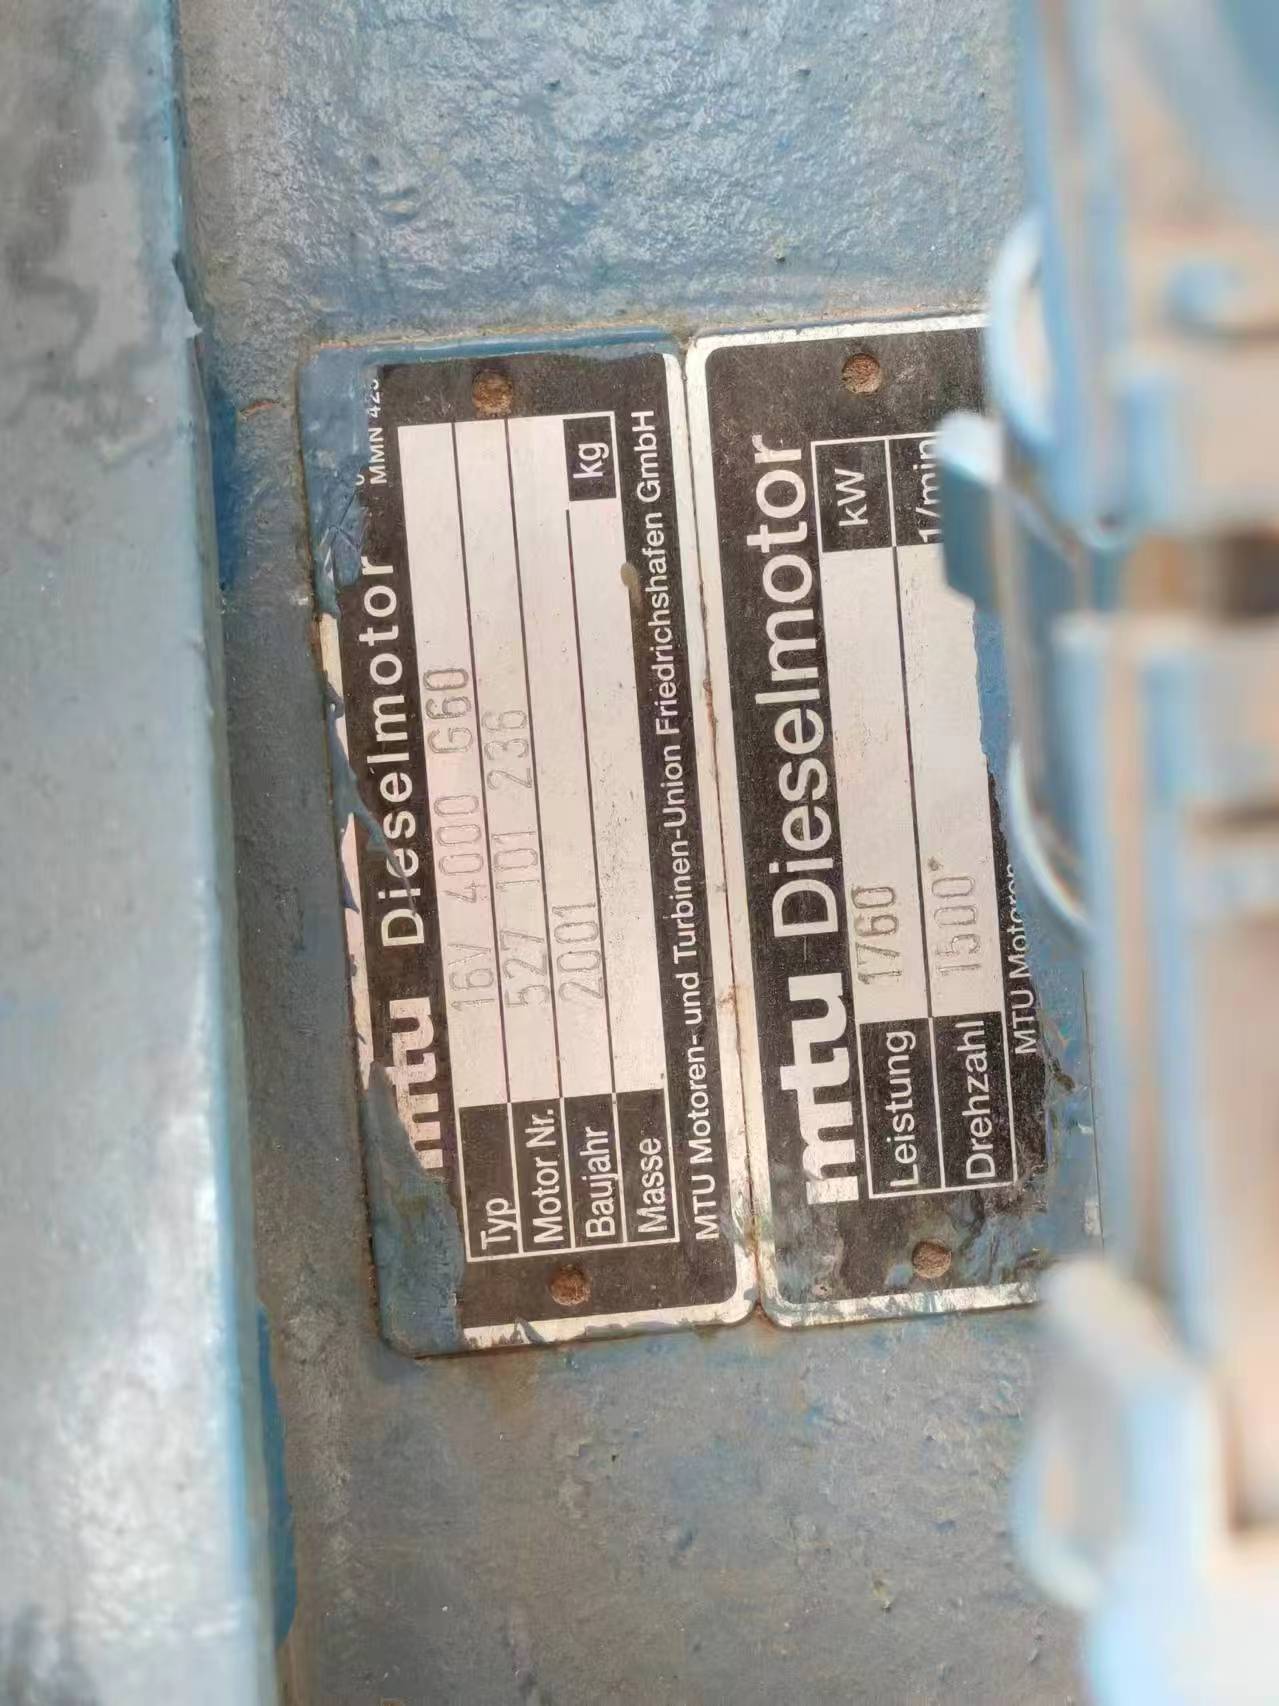 MMN 42
mtu Dieselmotor
Typ 16V 4000 G60
Motor Nr. 527 101 236
Baujahr 2001
Masse kg
MTU Motoren- und Turbinen-Union Friedrichshafen GmbH
mtu Dieselmotor
Leistung 1760 kW
Drehzahl 1500 1/min
MTU Motoren